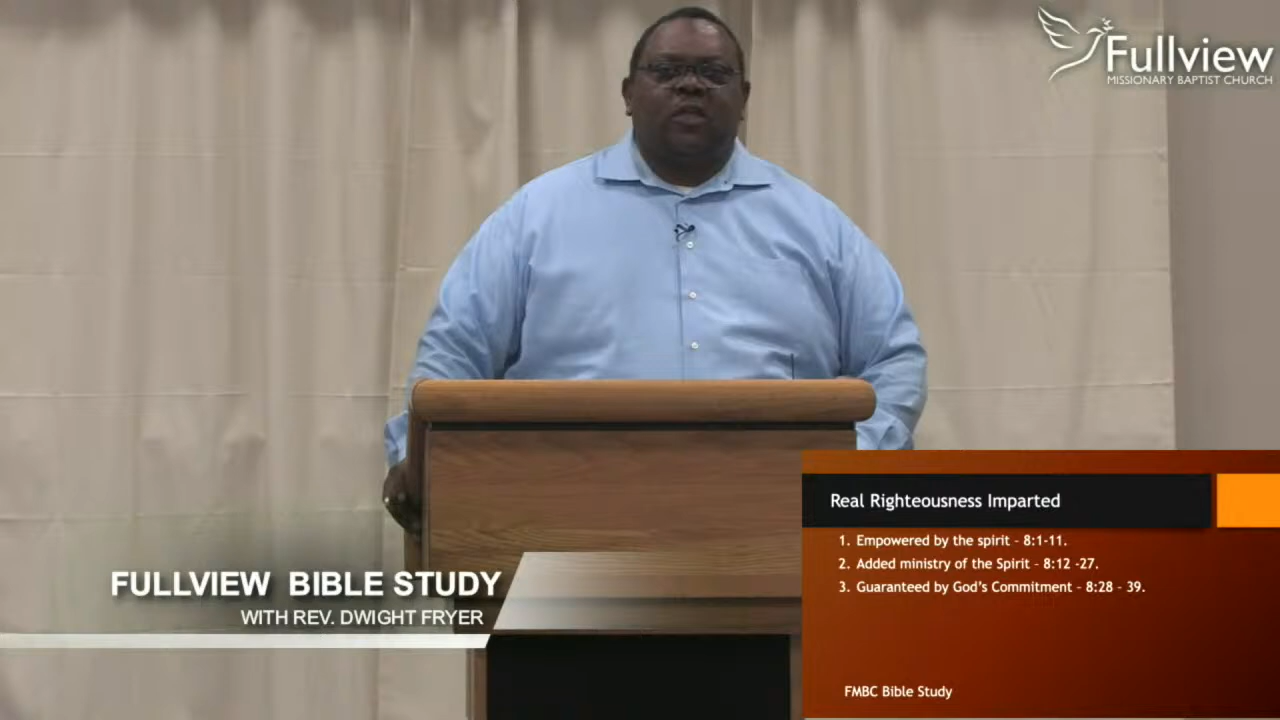 Fullview
MISSIONARY BAPTIST CHURCH
Real Righteousness Imparted
1. Empowered by the spirit – 8:1-11.
2. Added ministry of the Spirit – 8:12 -27.
3. Guaranteed by God's Commitment – 8:28 – 39.
FMBC Bible Study
FULLVIEW BIBLE STUDY
WITH REV. DWIGHT FRYER